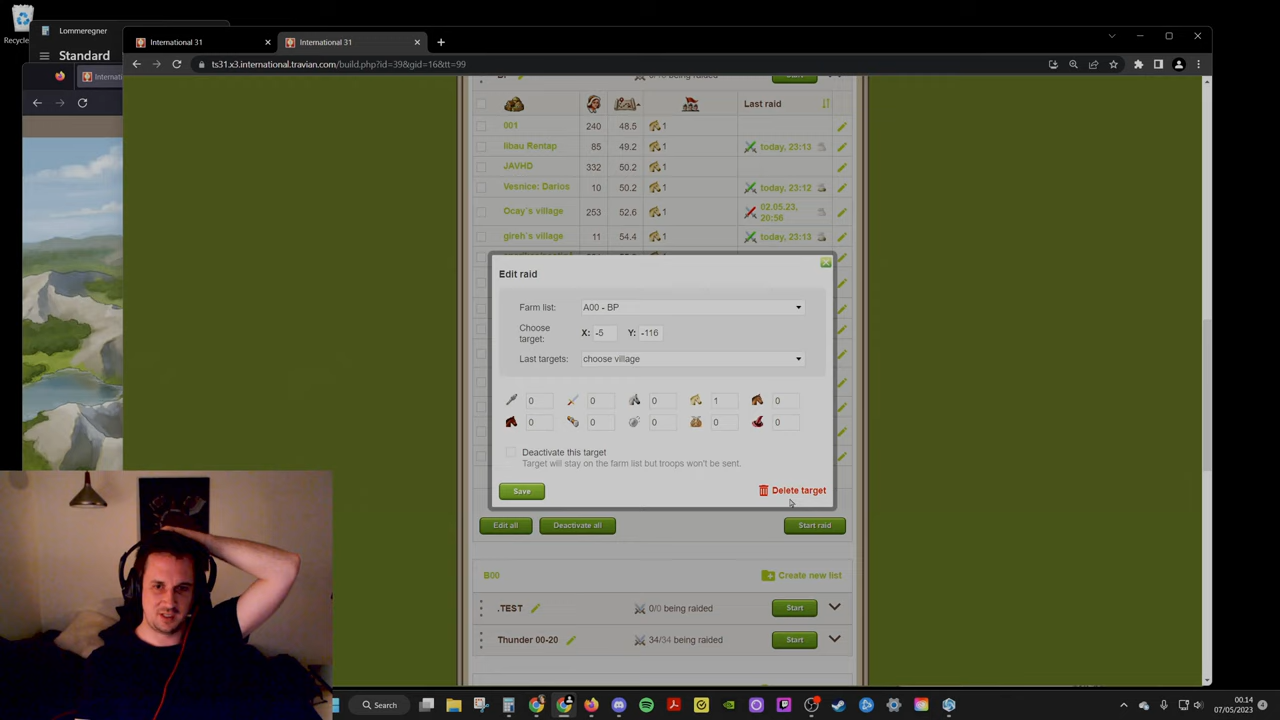 Recycle
Lommeregner
Standard
Internati
International 31
International 31
ts31.x3.international.travian.com/build.php?id=39&gid=16&tt=99
being raided
Start
Last raid
001 240 48.5 1
libau Rentap 85 49.2 1 today, 23:13
JAVHD 332 50.2 1
Vesnice: Darios 10 50.2 1 today, 23:12
Ocay`s village 253 52.6 1 02.05.23, 20:56
gireh`s village 11 54.4 1 today, 23:13
Edit raid
Farm list: A00 - BP
Choose target: X: -5 Y: -116
Last targets: choose village
0 0 0 1 0
0 0 0 0 0
Deactivate this target
Target will stay on the farm list but troops won't be sent.
Save
Delete target
Edit all
Deactivate all
Start raid
B00
Create new list
.TEST 0/0 being raided Start
Thunder 00-20 34/34 being raided Start
Search
00.14
07/05/2023